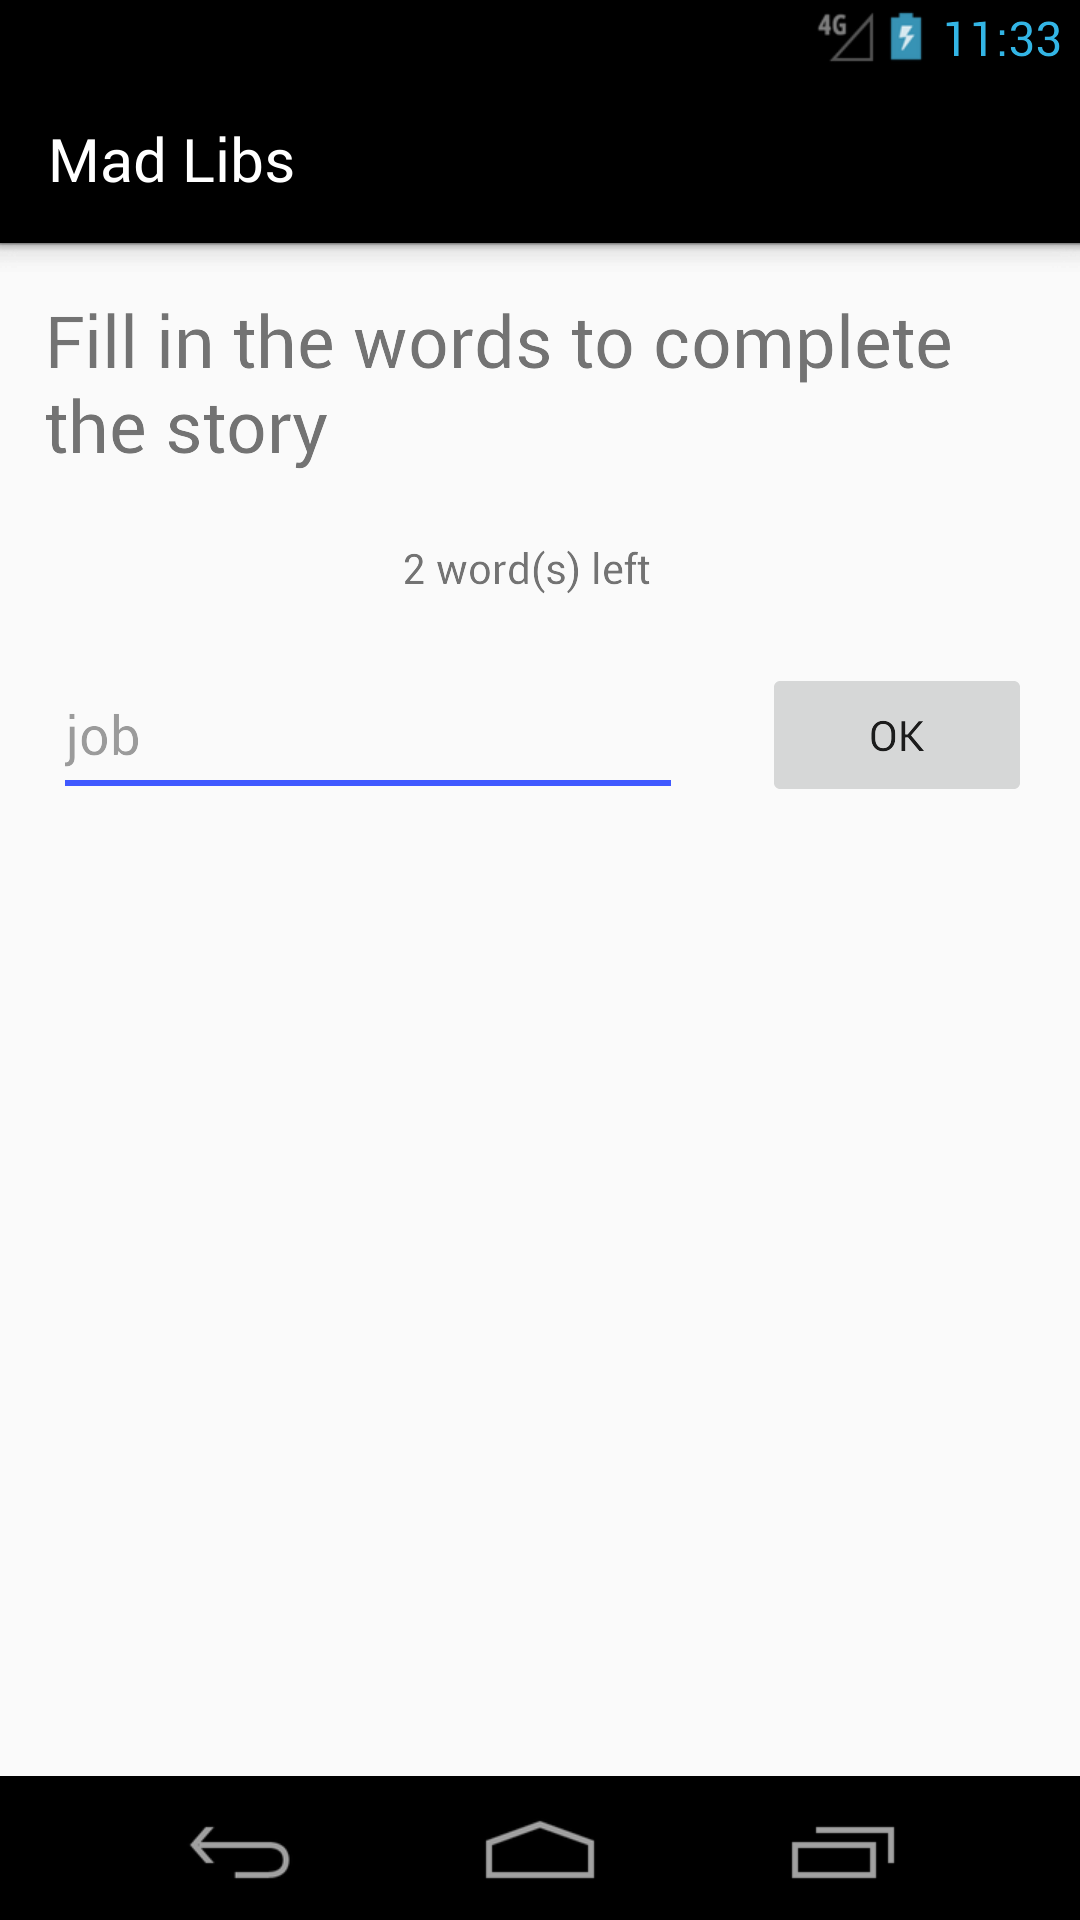 4G 11:33
Mad Libs
Fill in the words to complete
the story
2 word(s) left
job
OK